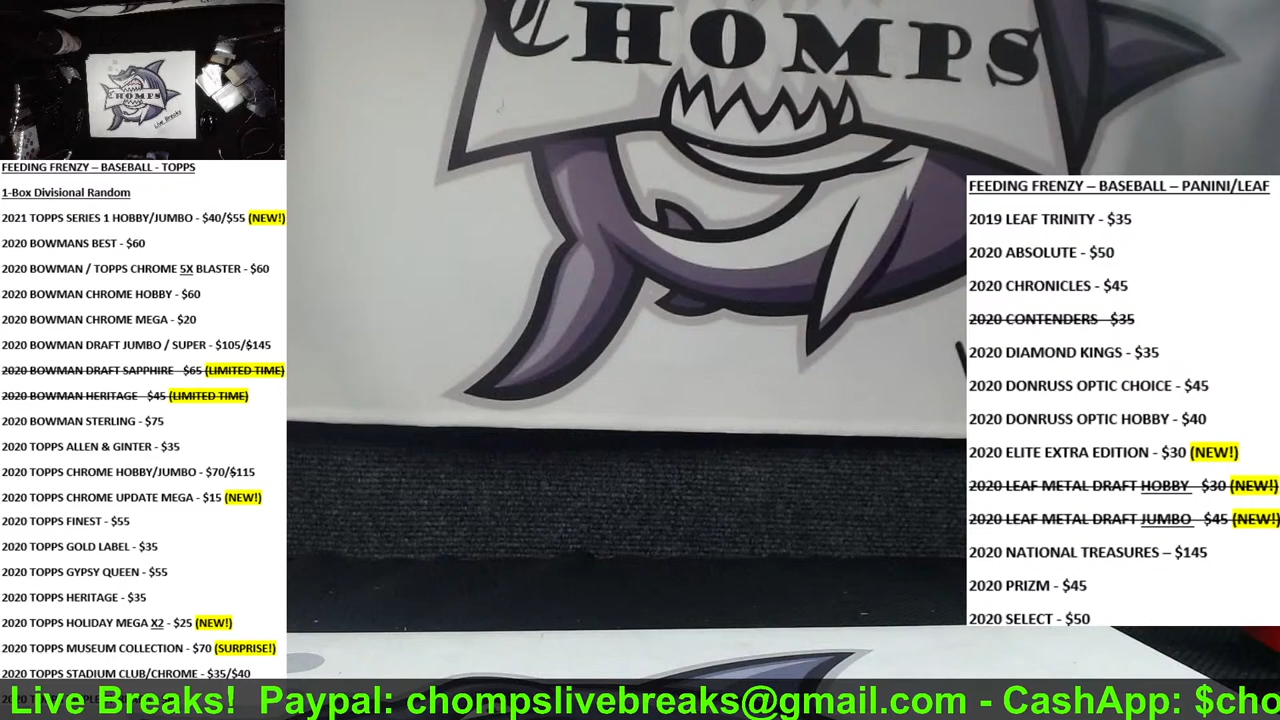 CHOMPS
CHOMPS
Live Breaks
FEEDING FRENZY – BASEBALL - TOPPS
1-Box Divisional Random
2021 TOPPS SERIES 1 HOBBY/JUMBO - $40/$55 (NEW!)
2020 BOWMANS BEST - $60
2020 BOWMAN / TOPPS CHROME 5X BLASTER - $60
2020 BOWMAN CHROME HOBBY - $60
2020 BOWMAN CHROME MEGA - $20
2020 BOWMAN DRAFT JUMBO / SUPER - $105/$145
2020 BOWMAN DRAFT SAPPHIRE - $65 (LIMITED TIME)
2020 BOWMAN HERITAGE - $45 (LIMITED TIME)
2020 BOWMAN STERLING - $75
2020 TOPPS ALLEN & GINTER - $35
2020 TOPPS CHROME HOBBY/JUMBO - $70/$115
2020 TOPPS CHROME UPDATE MEGA - $15 (NEW!)
2020 TOPPS FINEST - $55
2020 TOPPS GOLD LABEL - $35
2020 TOPPS GYPSY QUEEN - $55
2020 TOPPS HERITAGE - $35
2020 TOPPS HOLIDAY MEGA X2 - $25 (NEW!)
2020 TOPPS MUSEUM COLLECTION - $70 (SURPRISE!)
2020 TOPPS STADIUM CLUB/CHROME - $35/$40
FEEDING FRENZY – BASEBALL – PANINI/LEAF
2019 LEAF TRINITY - $35
2020 ABSOLUTE - $50
2020 CHRONICLES - $45
2020 CONTENDERS - $35
2020 DIAMOND KINGS - $35
2020 DONRUSS OPTIC CHOICE - $45
2020 DONRUSS OPTIC HOBBY - $40
2020 ELITE EXTRA EDITION - $30 (NEW!)
2020 LEAF METAL DRAFT HOBBY - $30 (NEW!)
2020 LEAF METAL DRAFT JUMBO - $45 (NEW!)
2020 NATIONAL TREASURES – $145
2020 PRIZM - $45
2020 SELECT - $50
Live Breaks! Paypal: chompslivebreaks@gmail.com - CashApp: $cho